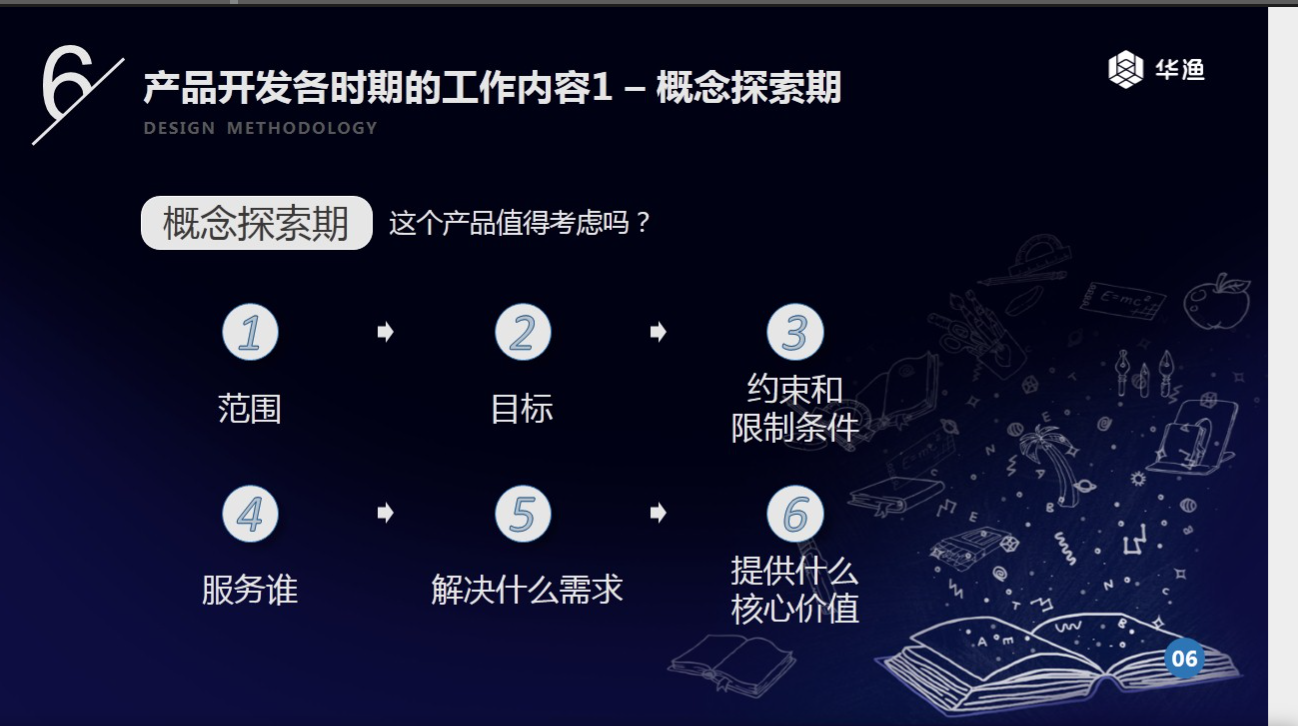 6
产品开发各时期的工作内容1 – 概念探索期
DESIGN METHODOLOGY
华渔
概念探索期
这个产品值得考虑吗？
1
2
3
范围
目标
约束和
限制条件
4
5
6
服务谁
解决什么需求
提供什么
核心价值
E=mc²
06